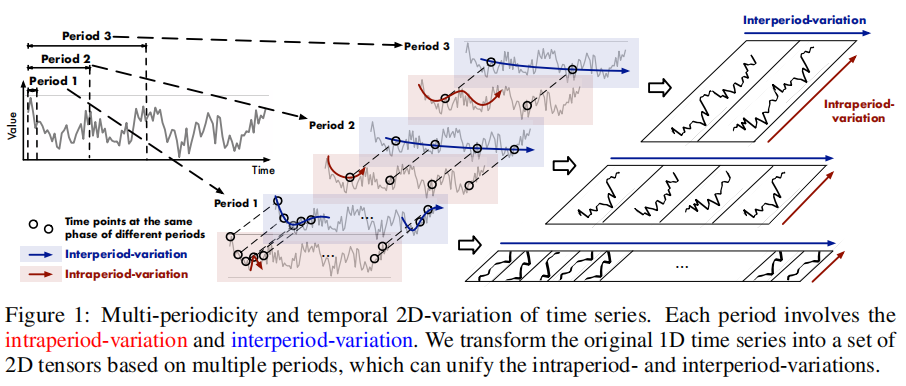 Period 3
Period 2
Period 1
Value
Time
Time points at the same
phase of different periods
Interperiod-variation
Intraperiod-variation
Period 3
Period 2
Period 1
...
...
Interperiod-variation
Intraperiod-
variation
...
Figure 1: Multi-periodicity and temporal 2D-variation of time series. Each period involves the
intraperiod-variation and interperiod-variation. We transform the original 1D time series into a set of
2D tensors based on multiple periods, which can unify the intraperiod- and interperiod-variations.